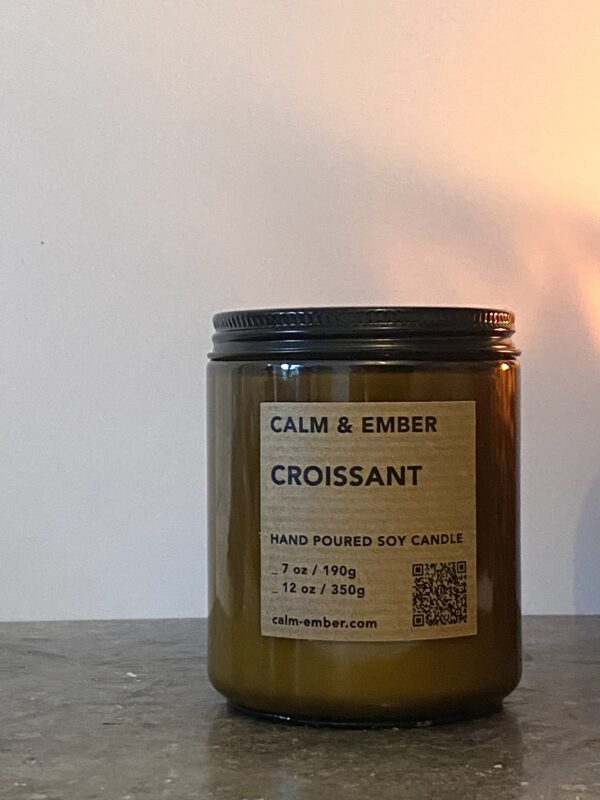 CALM & EMBER
CROISSANT
HAND POURED SOY CANDLE
_ 7 oz / 190g
_ 12 oz / 350g
calm-ember.com